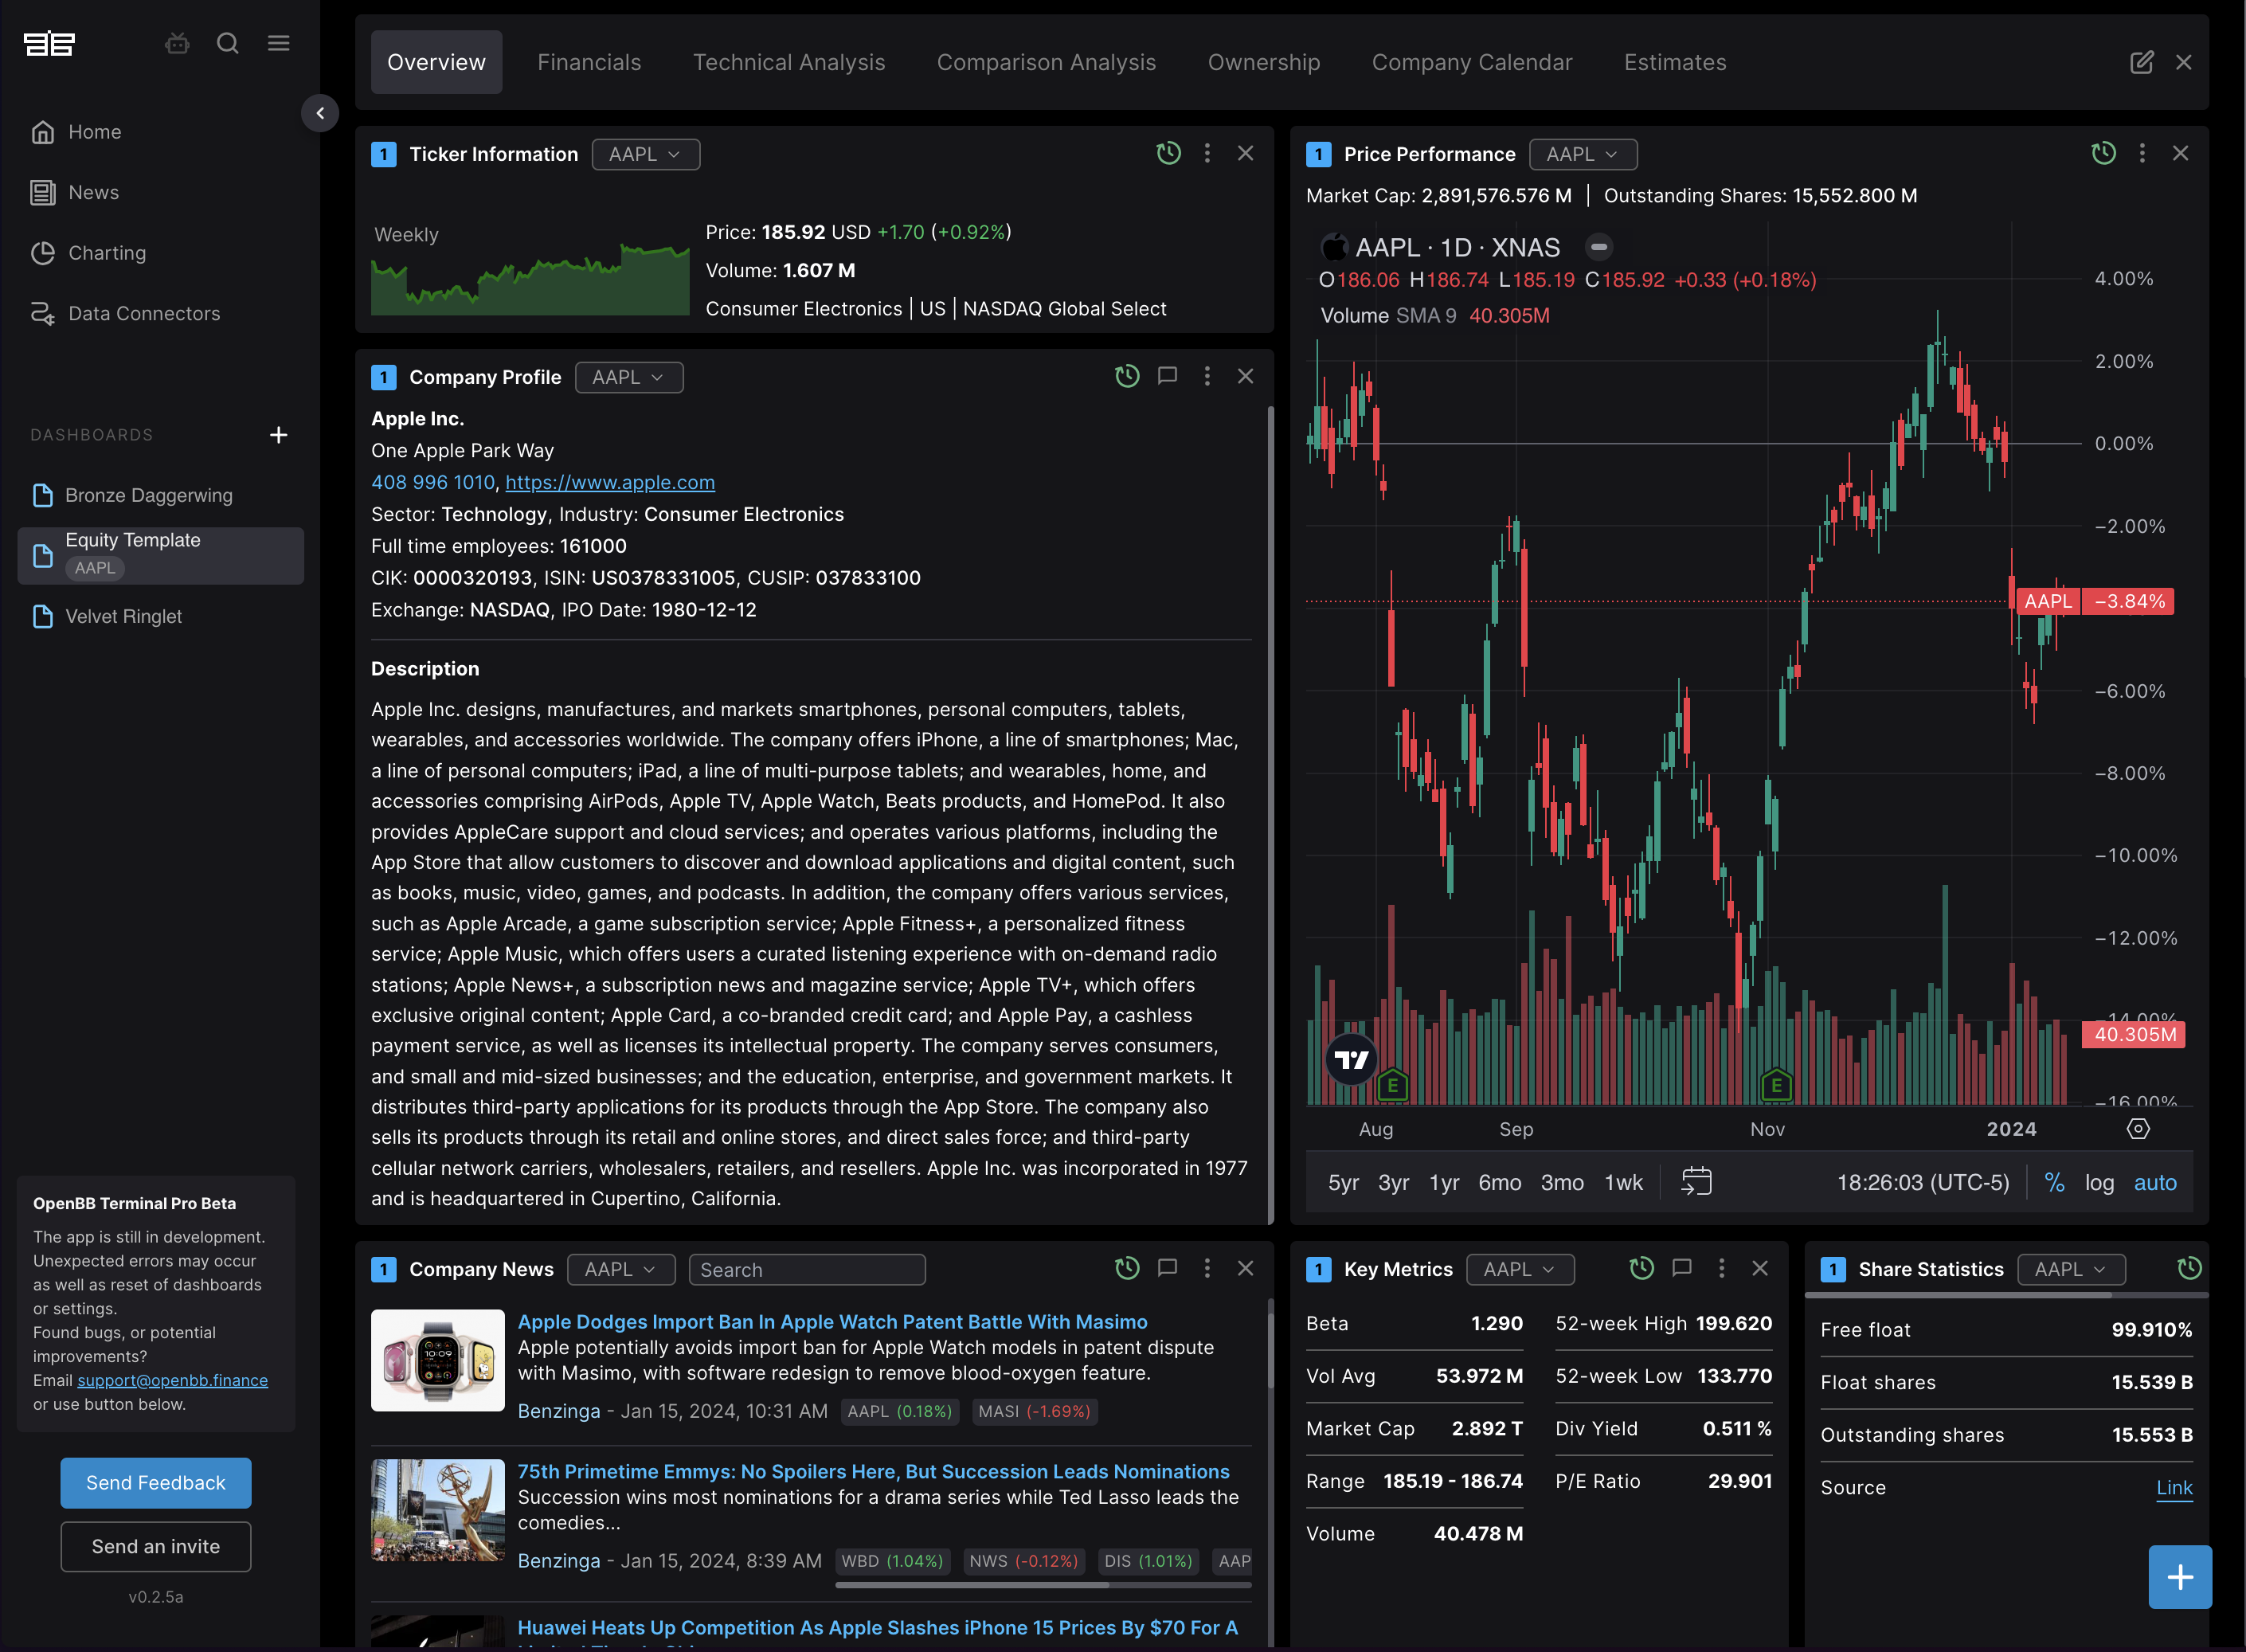 Home
News
Charting
Data Connectors
DASHBOARDS
Bronze Daggerwing
Equity Template
AAPL
Velvet Ringlet
OpenBB Terminal Pro Beta
The app is still in development.
Unexpected errors may occur
as well as reset of dashboards
or settings.
Found bugs, or potential
improvements?
Email support@openbb.finance
or use button below.
Send Feedback
Send an invite
v0.2.5a
Overview Financials Technical Analysis Comparison Analysis Ownership Company Calendar Estimates
1 Ticker Information AAPL
Weekly
Price: 185.92 USD +1.70 (+0.92%)
Volume: 1.607 M
Consumer Electronics | US | NASDAQ Global Select
1 Company Profile AAPL
Apple Inc.
One Apple Park Way
408 996 1010, https://www.apple.com
Sector: Technology, Industry: Consumer Electronics
Full time employees: 161000
CIK: 0000320193, ISIN: US0378331005, CUSIP: 037833100
Exchange: NASDAQ, IPO Date: 1980-12-12
Description
Apple Inc. designs, manufactures, and markets smartphones, personal computers, tablets,
wearables, and accessories worldwide. The company offers iPhone, a line of smartphones; Mac,
a line of personal computers; iPad, a line of multi-purpose tablets; and wearables, home, and
accessories comprising AirPods, Apple TV, Apple Watch, Beats products, and HomePod. It also
provides AppleCare support and cloud services; and operates various platforms, including the
App Store that allow customers to discover and download applications and digital content, such
as books, music, video, games, and podcasts. In addition, the company offers various services,
such as Apple Arcade, a game subscription service; Apple Fitness+, a personalized fitness
service; Apple Music, which offers users a curated listening experience with on-demand radio
stations; Apple News+, a subscription news and magazine service; Apple TV+, which offers
exclusive original content; Apple Card, a co-branded credit card; and Apple Pay, a cashless
payment service, as well as licenses its intellectual property. The company serves consumers,
and small and mid-sized businesses; and the education, enterprise, and government markets. It
distributes third-party applications for its products through the App Store. The company also
sells its products through its retail and online stores, and direct sales force; and third-party
cellular network carriers, wholesalers, retailers, and resellers. Apple Inc. was incorporated in 1977
and is headquartered in Cupertino, California.
1 Price Performance AAPL
Market Cap: 2,891,576.576 M | Outstanding Shares: 15,552.800 M
AAPL · 1D · XNAS
O186.06 H186.74 L185.19 C185.92 +0.33 (+0.18%)
Volume SMA 9 40.305M
4.00%
2.00%
0.00%
−2.00%
AAPL −3.84%
−6.00%
−8.00%
−10.00%
−12.00%
−14.00%
40.305M
−16.00%
E E
Aug Sep Nov 2024
5yr 3yr 1yr 6mo 3mo 1wk 18:26:03 (UTC-5) % log auto
1 Company News AAPL Search
Apple Dodges Import Ban In Apple Watch Patent Battle With Masimo
Apple potentially avoids import ban for Apple Watch models in patent dispute
with Masimo, with software redesign to remove blood-oxygen feature.
Benzinga - Jan 15, 2024, 10:31 AM AAPL (0.18%) MASI (-1.69%)
75th Primetime Emmys: No Spoilers Here, But Succession Leads Nominations
Succession wins most nominations for a drama series while Ted Lasso leads the
comedies...
Benzinga - Jan 15, 2024, 8:39 AM WBD (1.04%) NWS (-0.12%) DIS (1.01%) AAP
Huawei Heats Up Competition As Apple Slashes iPhone 15 Prices By $70 For A
1 Key Metrics AAPL
Beta 1.290 52-week High 199.620
Vol Avg 53.972 M 52-week Low 133.770
Market Cap 2.892 T Div Yield 0.511 %
Range 185.19 - 186.74 P/E Ratio 29.901
Volume 40.478 M
1 Share Statistics AAPL
Free float 99.910%
Float shares 15.539 B
Outstanding shares 15.553 B
Source Link